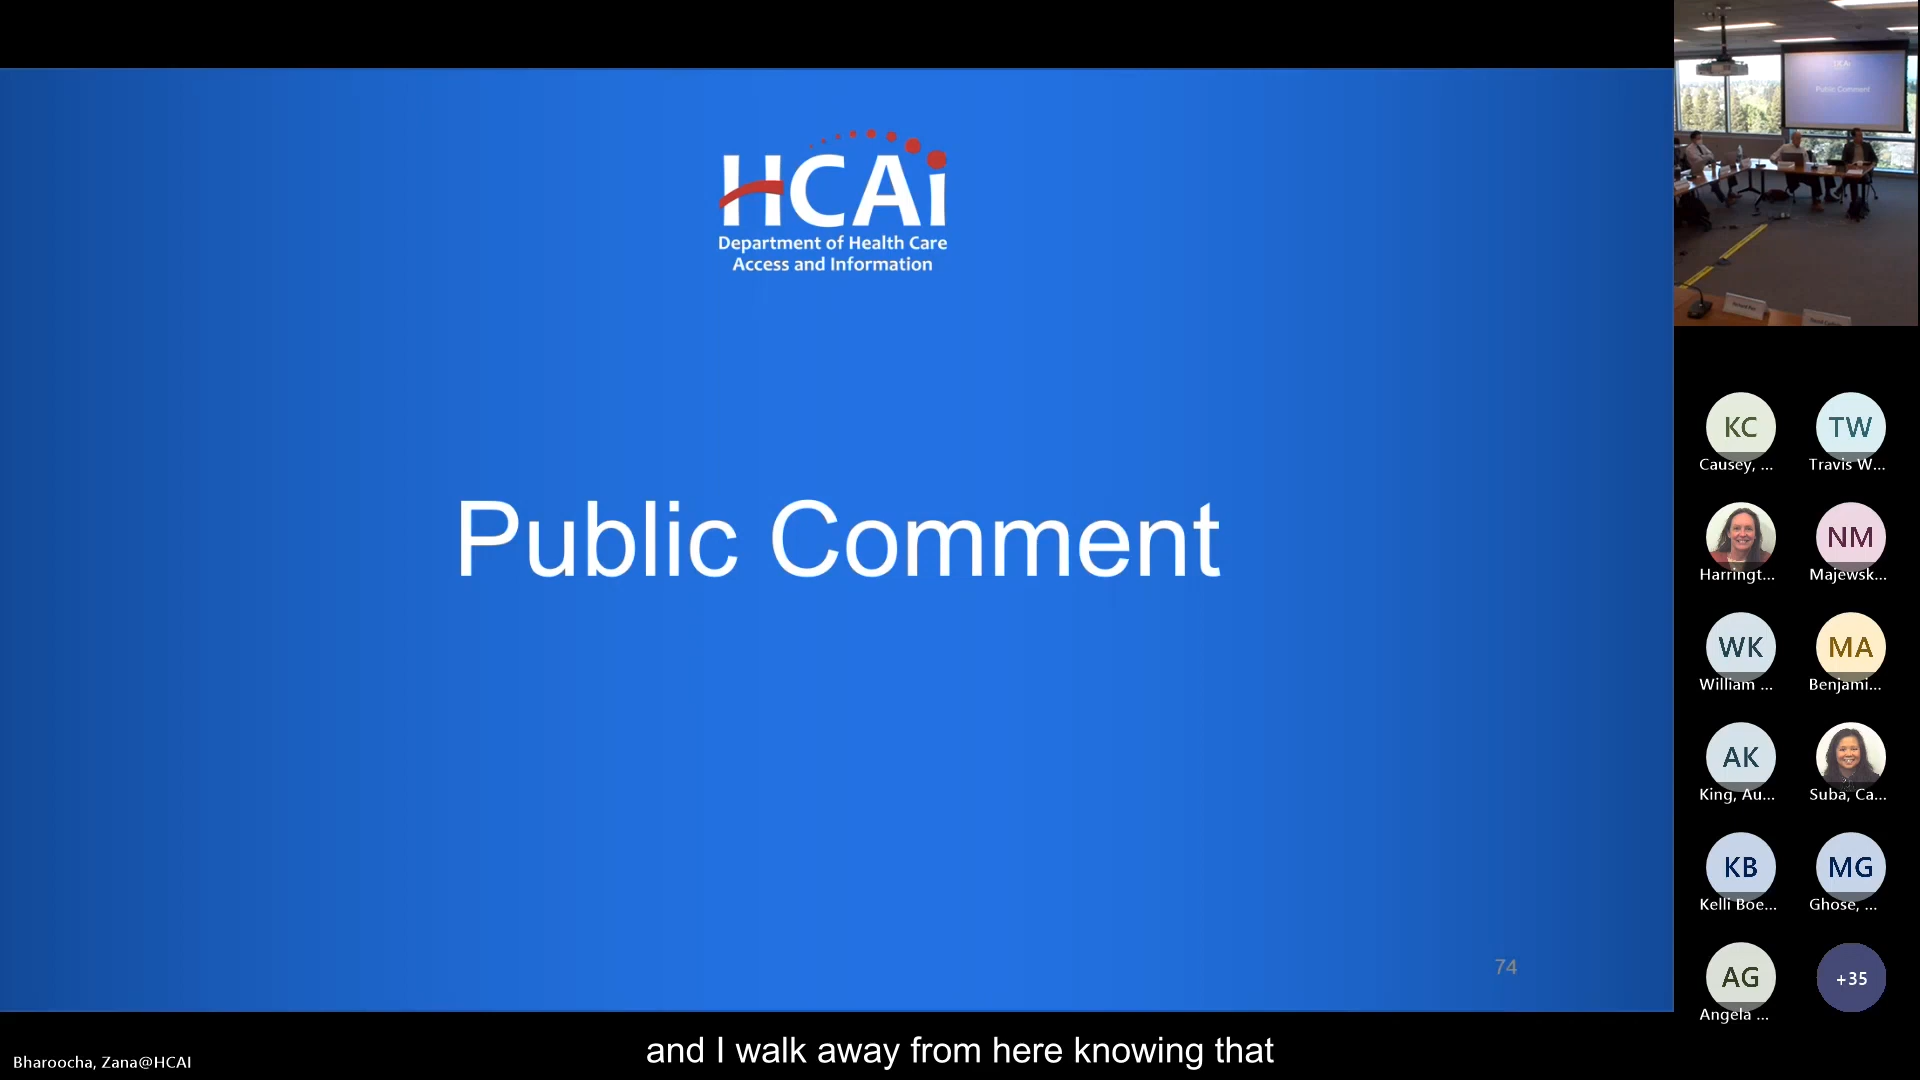 HCAi
Department of Health Care
Access and Information
Public Comment
74
Public Comment
KC
Causey, ...
TW
Travis W...
Harringt...
NM
Majewsk...
WK
William ...
MA
Benjami...
AK
King, Au...
Suba, Ca...
KB
Kelli Boe...
MG
Ghose, ...
AG
Angela ...
+35
and I walk away from here knowing that
Bharoocha, Zana@HCAI